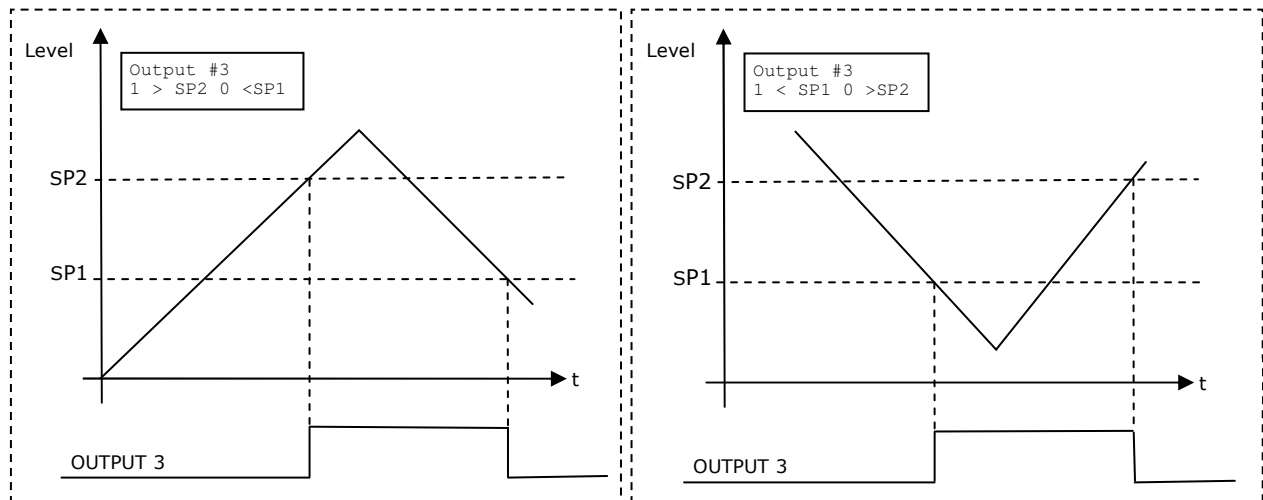 Level
Output #3
1 > SP2 0 <SP1
SP2
SP1
t
OUTPUT 3
Level
Output #3
1 < SP1 0 >SP2
SP2
SP1
t
OUTPUT 3